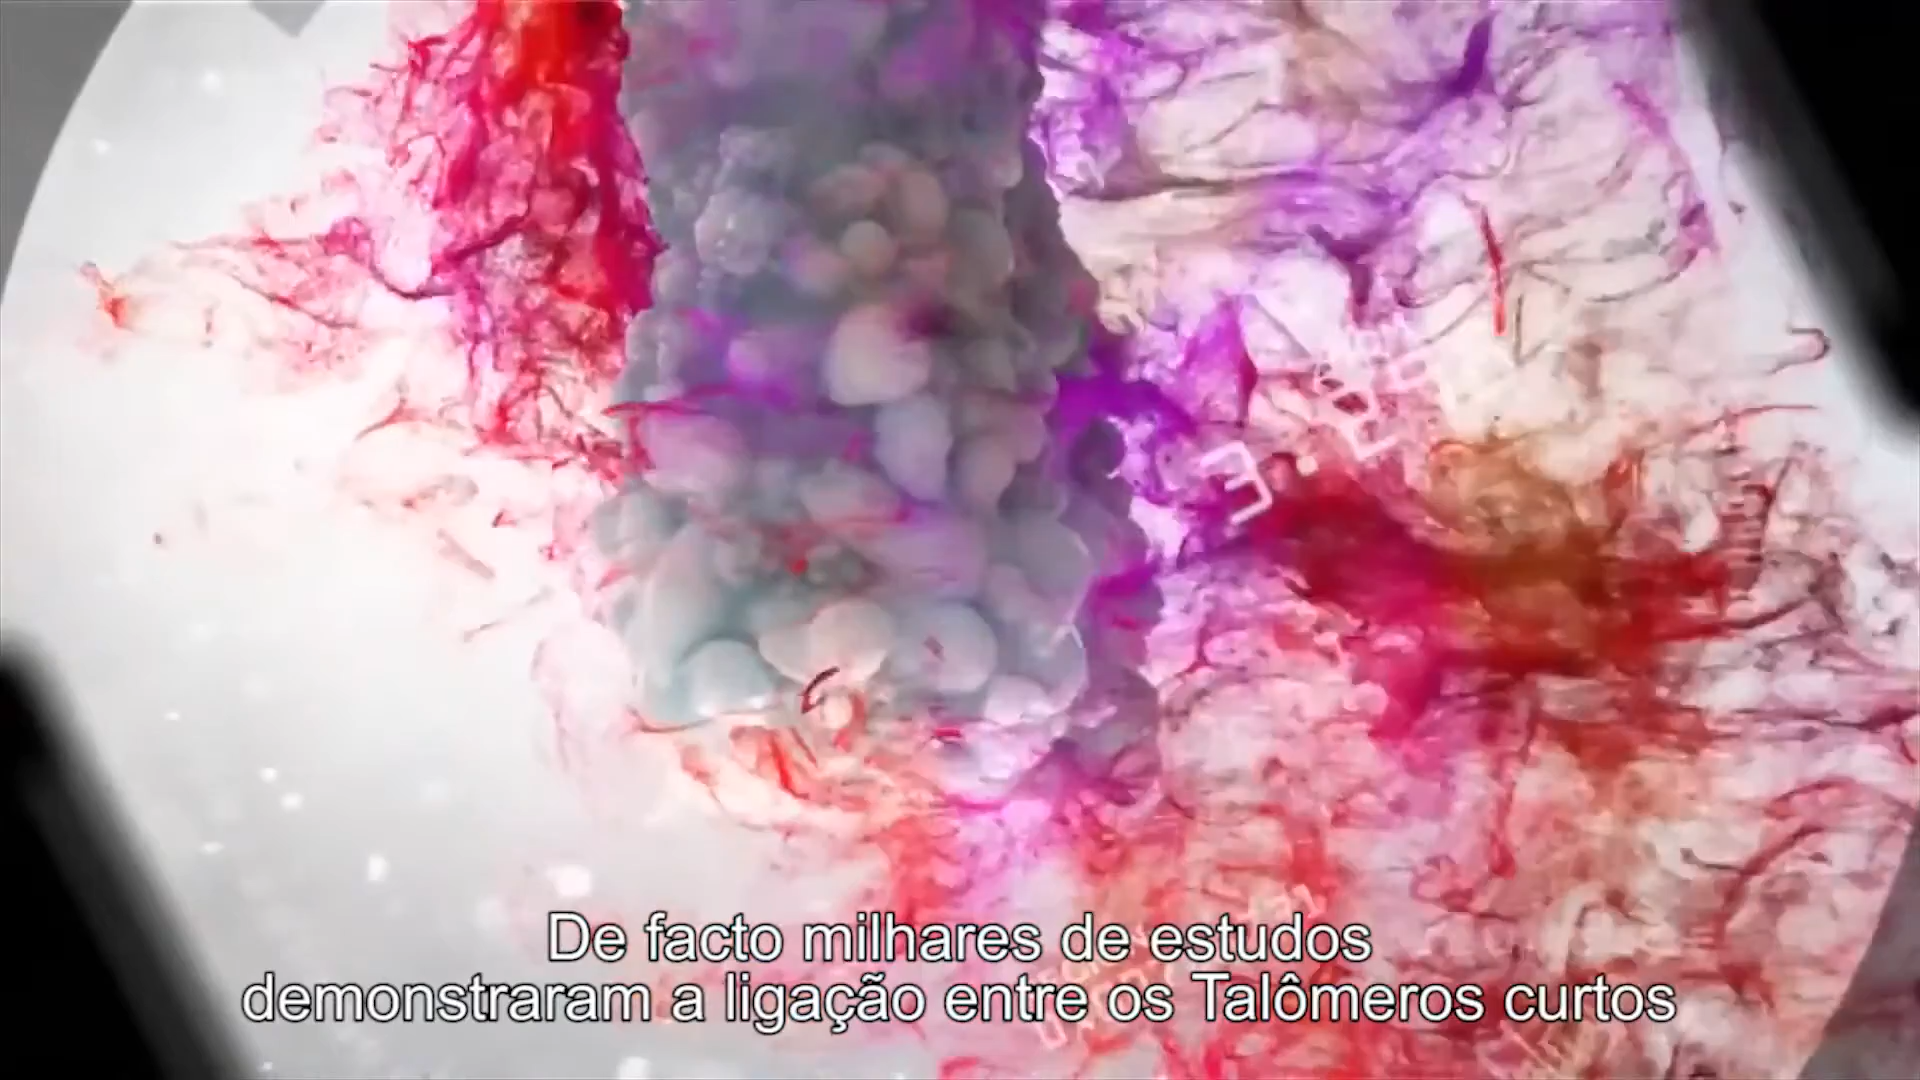 De facto milhares de estudos
demonstraram a ligação entre os Talômeros curtos